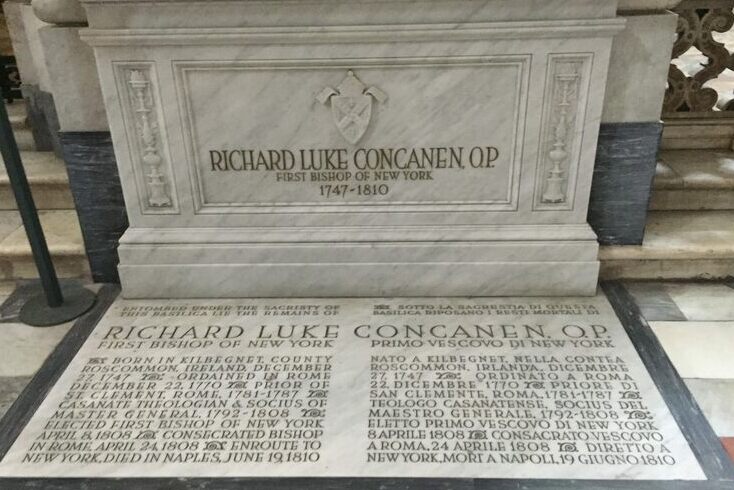 RICHARD LUKE CONCANEN, O.P.
FIRST BISHOP OF NEW YORK
1747-1810
ENTOMBED UNDER THE SACRISTY OF
THIS BASILICA LIE THE REMAINS OF
SOTTO LA SAGRESTIA DI QUESTA
BASILICA RIPOSANO I RESTI MORTALI DI
RICHARD LUKE CONCANEN, O.P.
FIRST BISHOP OF NEW YORK
PRIMO VESCOVO DI NEW YORK
BORN IN KILBEGNET, COUNTY
ROSCOMMON, IRELAND, DECEMBER
27, 1747 ORDAINED IN ROME
DECEMBER 22, 1770 PRIOR OF
ST. CLEMENT, ROME, 1781-1787
CASANATE THEOLOGIAN & SOCIUS OF
MASTER GENERAL, 1792-1808
ELECTED FIRST BISHOP OF NEW YORK
APRIL 8, 1808 CONSECRATED BISHOP
IN ROME, APRIL 24, 1808 ENROUTE TO
NEW YORK, DIED IN NAPLES, JUNE 19, 1810
NATO A KILBEGNET, NELLA CONTEA
ROSCOMMON, IRLANDA, DICEMBRE
27, 1747 ORDINATO A ROMA
22, DICEMBRE 1770 PRIORE DI
SAN CLEMENTE, ROMA, 1781-1787
TEOLOGO CASANATENSE, SOCIUS DEL
MAESTRO GENERALE, 1792-1808
ELETTO PRIMO VESCOVO DI NEW YORK
8 APRILE 1808 CONSACRATO VESCOVO
A ROMA, 24 APRILE 1808 DIRETTO A
NEW YORK, MORI A NAPOLI, 19 GIUGNO 1810